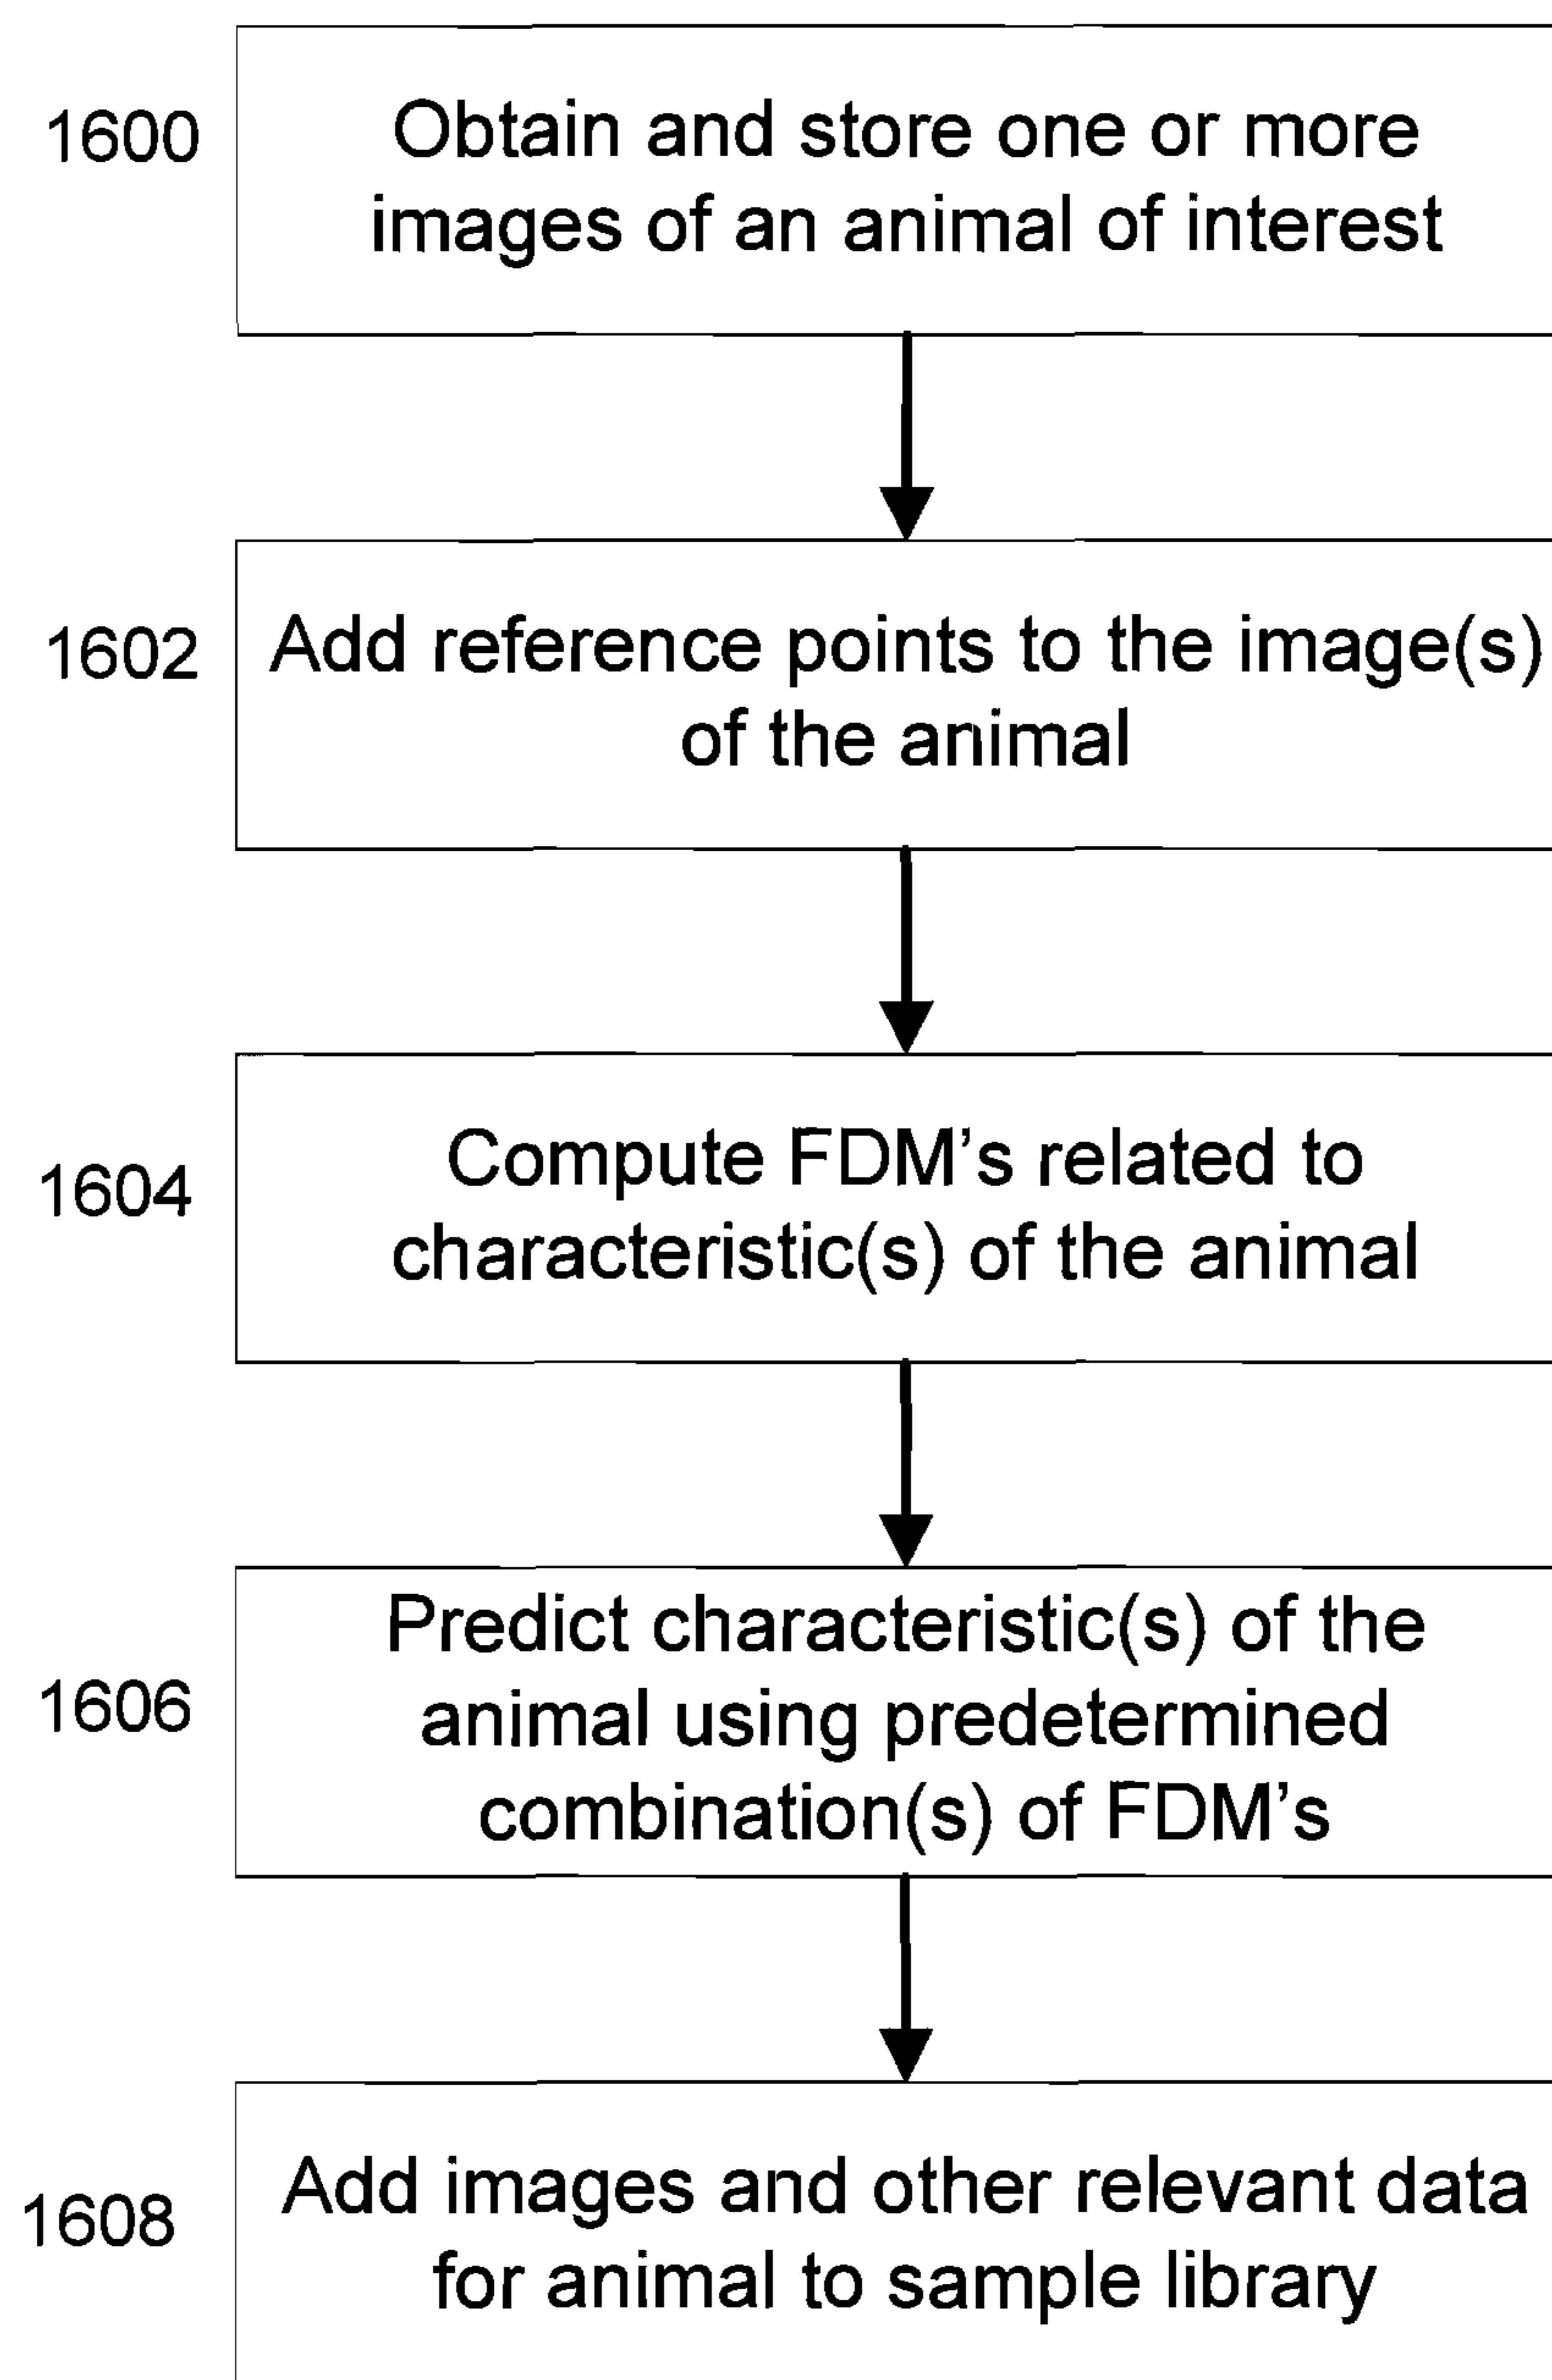 1600
Obtain and store one or more
images of an animal of interest
1602
Add reference points to the image(s)
of the animal
1604
Compute FDM's related to
characteristic(s) of the animal
1606
Predict characteristic(s) of the
animal using predetermined
combination(s) of FDM's
1608
Add images and other relevant data
for animal to sample library